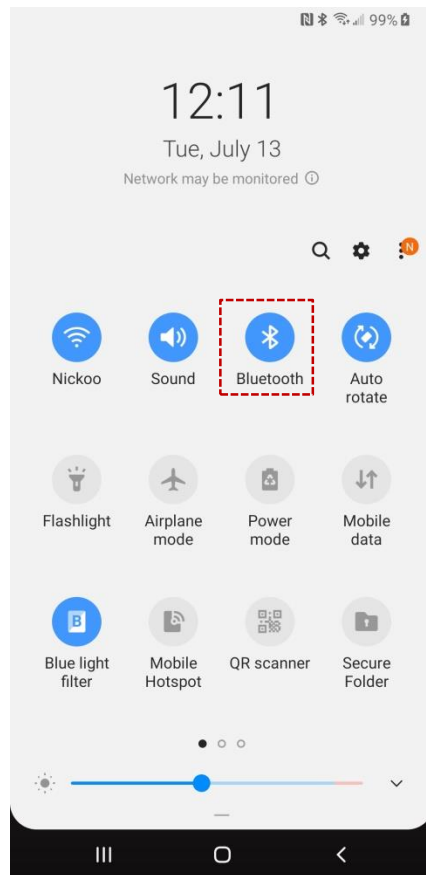 99%
12:11
Tue, July 13
Network may be monitored
N
Nickoo
Sound
Bluetooth
Auto
rotate
Flashlight
Airplane
mode
Power
mode
Mobile
data
B
Blue light
filter
Mobile
Hotspot
QR scanner
Secure
Folder